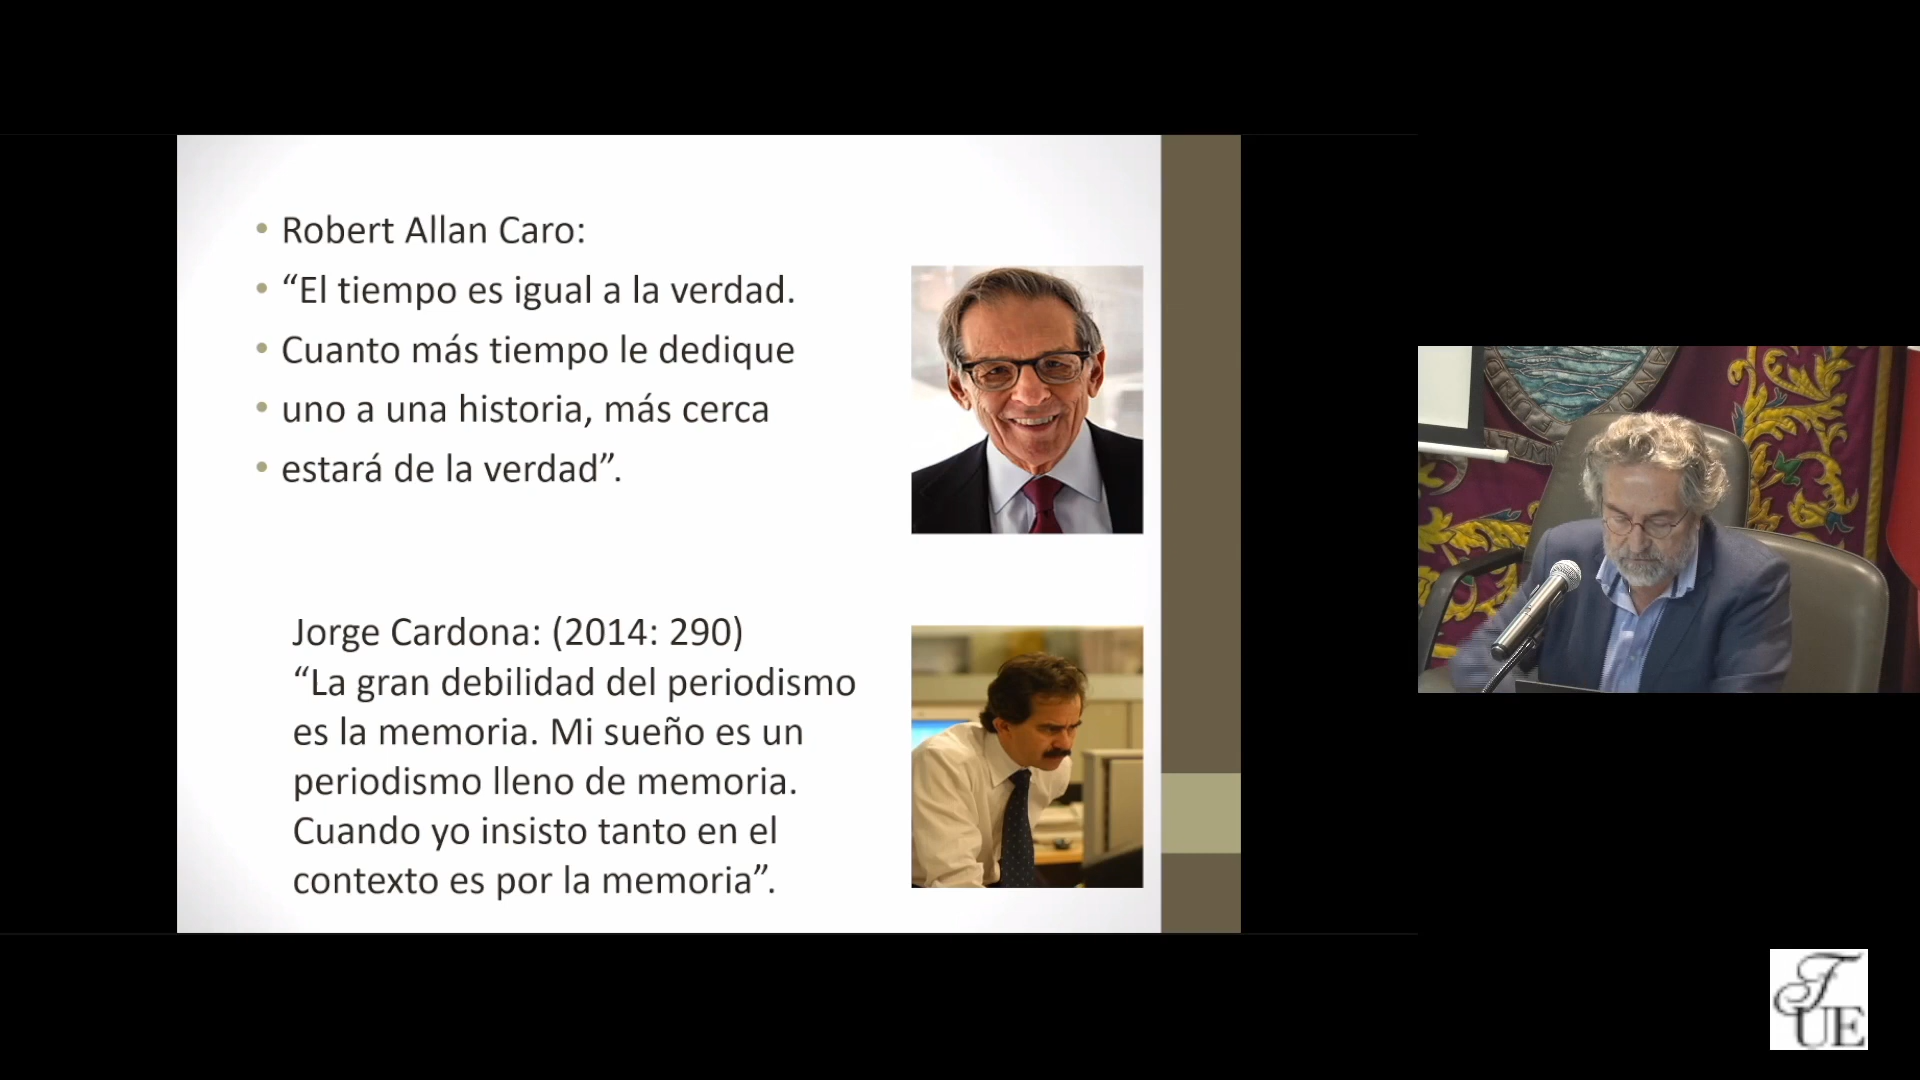 Robert Allan Caro:
“El tiempo es igual a la verdad.
Cuanto más tiempo le dedique
uno a una historia, más cerca
estará de la verdad”.
Jorge Cardona: (2014: 290)
“La gran debilidad del periodismo
es la memoria. Mi sueño es un
periodismo lleno de memoria.
Cuando yo insisto tanto en el
contexto es por la memoria”.
UE